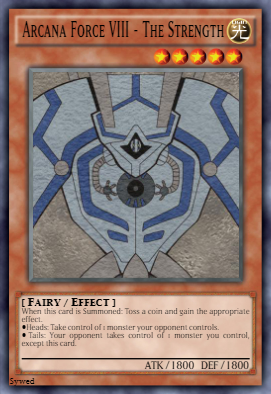 Arcana Force VIII - The Strength
光
[ Fairy / Effect ]
When this card is Summoned: Toss a coin and gain the appropriate
effect.
●Heads: Take control of 1 monster your opponent controls.
● Tails: Your opponent takes control of 1 monster you control,
except this card.
ATK / 1800 DEF / 1800